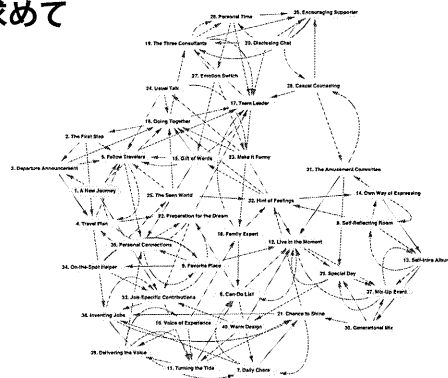 求めて
28. Personal Time
29. Encouraging Supporter
19. The Three Consultants
20. Disclosing Chat
27. Emotion Switch
24. Usual Talk
17. Team Leader
16. Going Together
2. The First Step
3. Departure Announcement
5. Fellow Travelers
15. Gift of Words
23. Make it Funny
31. The Amusement Committee
1. A New Journey
25. The Seen World
32. Hint of Feelings
14. Own Way of Expressing
4. Travel Plan
22. Preparation for the Dream
8. Self-Reflecting Room
18. Family Expert
12. Live in the Moment
35. Personal Connections
34. On-the-Spot Helper
9. Favorite Place
13. Self-Intro Album
Special Day
33. Job-Specific Contributions
6. Can-Do List
37. Mix-Up Event
36. Inventing Jobs
21. Chance to Shine
10. Voice of Experience
40. Warm Design
30. Generational Mix
39. Delivering the Voice
11. Turning the Tide
7. Daily Chore